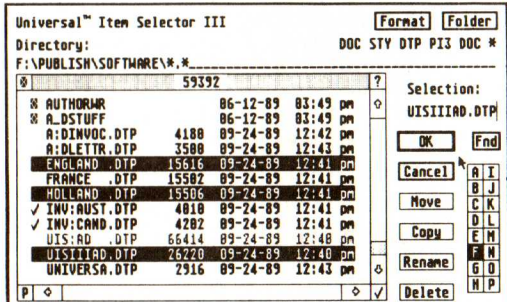 Universal™ Item Selector III
Format Folder
Directory:
DOC STY DTP PI3 DOC *
F:\PUBLISH\SOFTWARE\*.*
59392 ?
Selection:
UISIIIAD.DTP
AUTHORWR 06-12-89 03:49 pm
A_DSTUFF 06-12-89 03:49 pm
A:DINVOC.DTP 4180 09-24-89 12:42 pm
A:DLETTR.DTP 3500 09-24-89 12:43 pm
ENGLAND .DTP 15616 09-24-89 12:41 pm
FRANCE .DTP 15502 09-24-89 12:41 pm
HOLLAND .DTP 15506 09-24-89 12:41 pm
✓ INV:AUST.DTP 4010 09-24-89 12:41 pm
✓ INV:CAND.DTP 4202 09-24-89 12:41 pm
UIS:AD .DTP 66414 09-24-89 12:40 pm
UISIIIAD.DTP 26220 09-24-89 12:40 pm
UNIVERSA.DTP 2916 09-24-89 12:43 pm
P ✓
OK Fnd
Cancel
Move
Copy
Rename
Delete
A I
B J
C K
D L
E M
F N
G O
H P